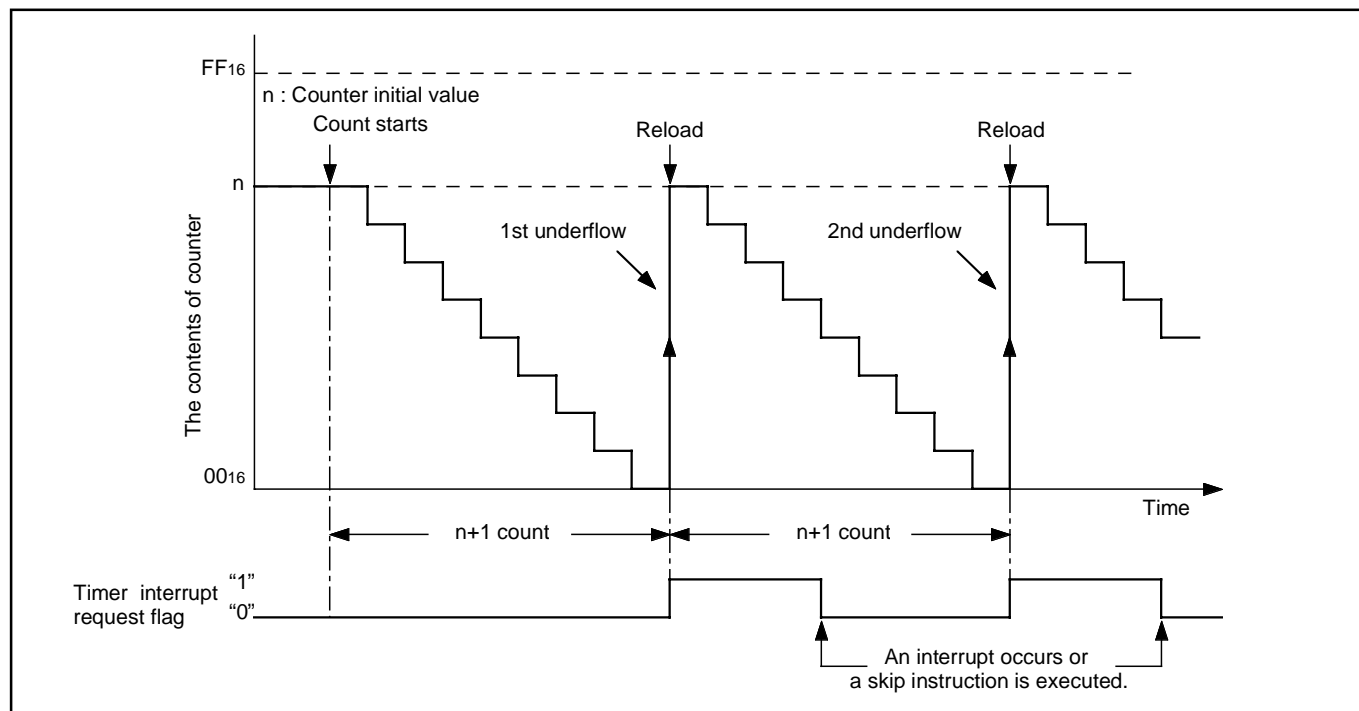 FF16
n : Counter initial value
Count starts
Reload
Reload
n
1st underflow
2nd underflow
The contents of counter
0016
Time
n+1 count
n+1 count
Timer interrupt
request flag
“1”
“0”
An interrupt occurs or
a skip instruction is executed.